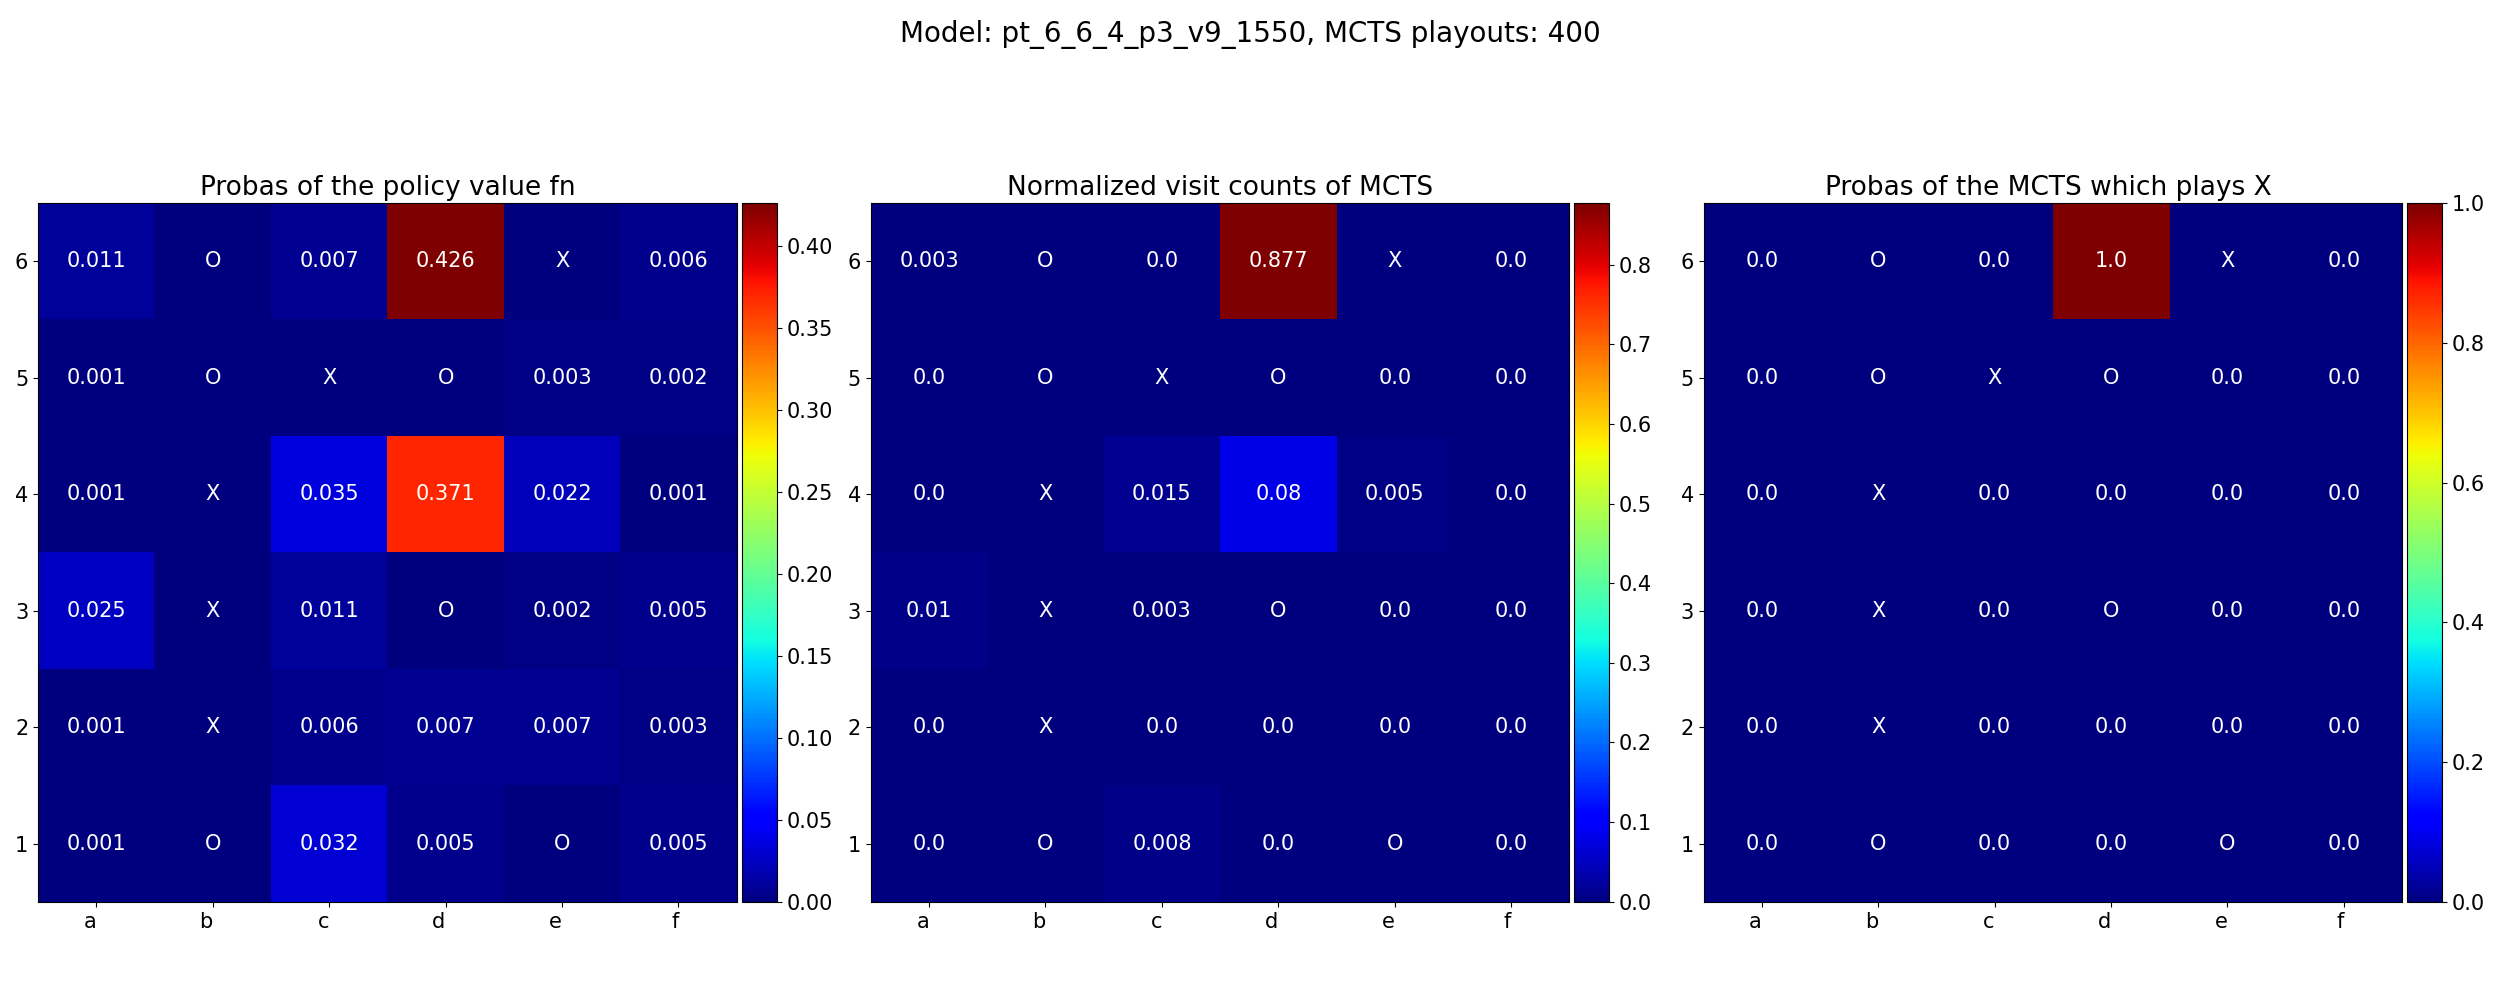 Model: pt_6_6_4_p3_v9_1550, MCTS playouts: 400
Probas of the policy value fn
6 0.011 O 0.007 0.426 X 0.006
5 0.001 O X O 0.003 0.002
4 0.001 X 0.035 0.371 0.022 0.001
3 0.025 X 0.011 O 0.002 0.005
2 0.001 X 0.006 0.007 0.007 0.003
1 0.001 O 0.032 0.005 O 0.005
a b c d e f
0.40
0.35
0.30
0.25
0.20
0.15
0.10
0.05
0.00
Normalized visit counts of MCTS
6 0.003 O 0.0 0.877 X 0.0
5 0.0 O X O 0.0 0.0
4 0.0 X 0.015 0.08 0.005 0.0
3 0.01 X 0.003 O 0.0 0.0
2 0.0 X 0.0 0.0 0.0 0.0
1 0.0 O 0.008 0.0 O 0.0
a b c d e f
0.8
0.7
0.6
0.5
0.4
0.3
0.2
0.1
0.0
Probas of the MCTS which plays X
6 0.0 O 0.0 1.0 X 0.0
5 0.0 O X O 0.0 0.0
4 0.0 X 0.0 0.0 0.0 0.0
3 0.0 X 0.0 O 0.0 0.0
2 0.0 X 0.0 0.0 0.0 0.0
1 0.0 O 0.0 0.0 O 0.0
a b c d e f
1.0
0.8
0.6
0.4
0.2
0.0